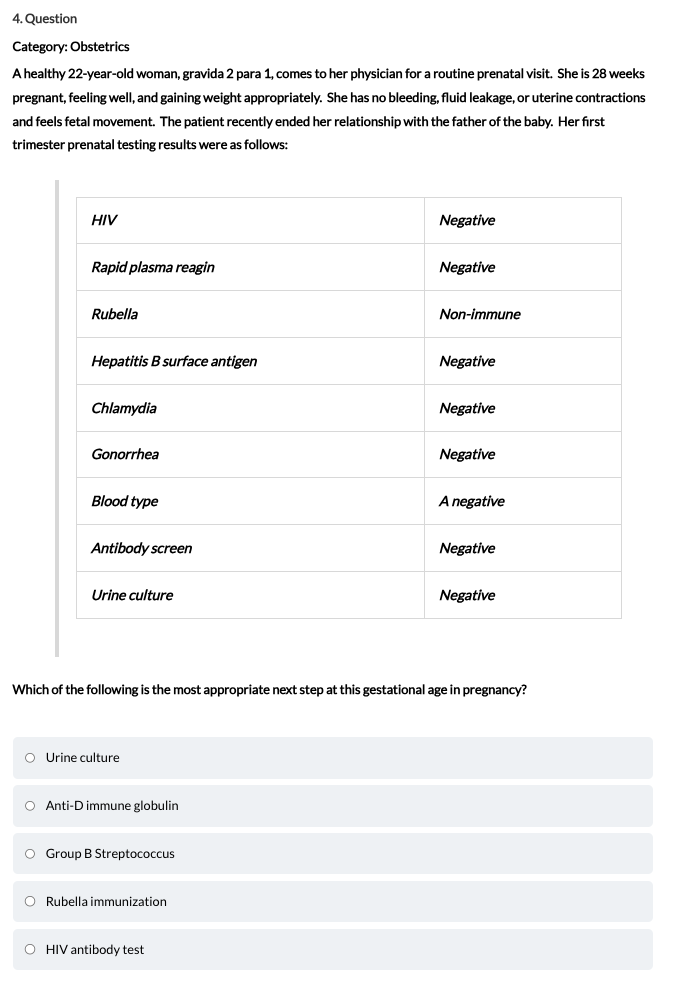 4. Question
Category: Obstetrics
A healthy 22-year-old woman, gravida 2 para 1, comes to her physician for a routine prenatal visit. She is 28 weeks
pregnant, feeling well, and gaining weight appropriately. She has no bleeding, fluid leakage, or uterine contractions
and feels fetal movement. The patient recently ended her relationship with the father of the baby. Her first
trimester prenatal testing results were as follows:
HIV Negative
Rapid plasma reagin Negative
Rubella Non-immune
Hepatitis B surface antigen Negative
Chlamydia Negative
Gonorrhea Negative
Blood type A negative
Antibody screen Negative
Urine culture Negative
Which of the following is the most appropriate next step at this gestational age in pregnancy?
Urine culture
Anti-D immune globulin
Group B Streptococcus
Rubella immunization
HIV antibody test